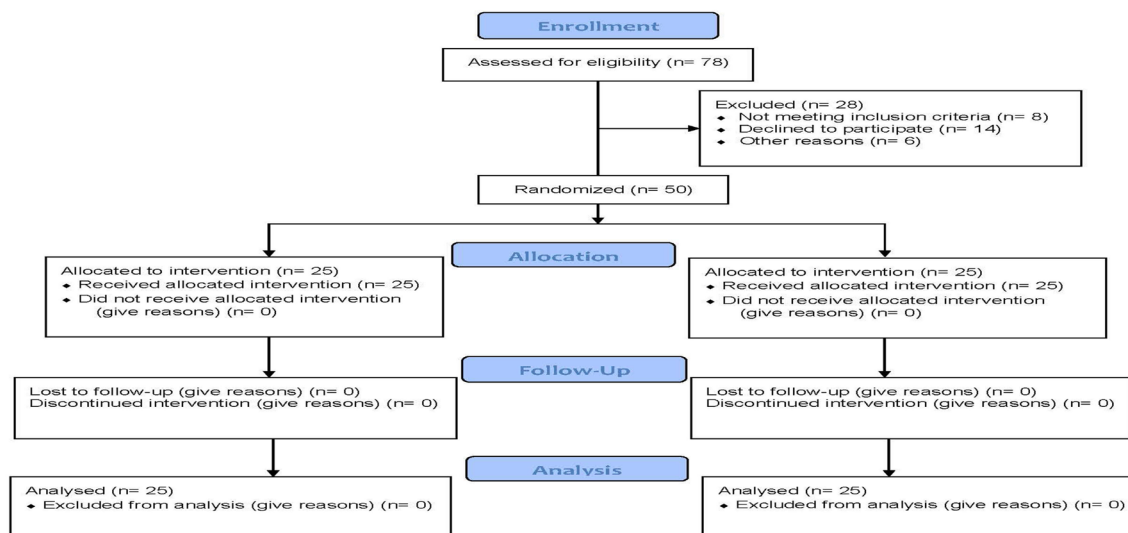 Enrollment
Assessed for eligibility (n= 78)
Excluded (n= 28)
⬥ Not meeting inclusion criteria (n= 8)
⬥ Declined to participate (n= 14)
⬥ Other reasons (n= 6)
Randomized (n= 50)
Allocation
Allocated to intervention (n= 25)
⬥ Received allocated intervention (n= 25)
⬥ Did not receive allocated intervention
(give reasons) (n= 0)
Allocated to intervention (n= 25)
⬥ Received allocated intervention (n= 25)
⬥ Did not receive allocated intervention
(give reasons) (n= 0)
Follow-Up
Lost to follow-up (give reasons) (n= 0)
Discontinued intervention (give reasons) (n= 0)
Lost to follow-up (give reasons) (n= 0)
Discontinued intervention (give reasons) (n= 0)
Analysis
Analysed (n= 25)
⬥ Excluded from analysis (give reasons) (n= 0)
Analysed (n= 25)
⬥ Excluded from analysis (give reasons) (n= 0)